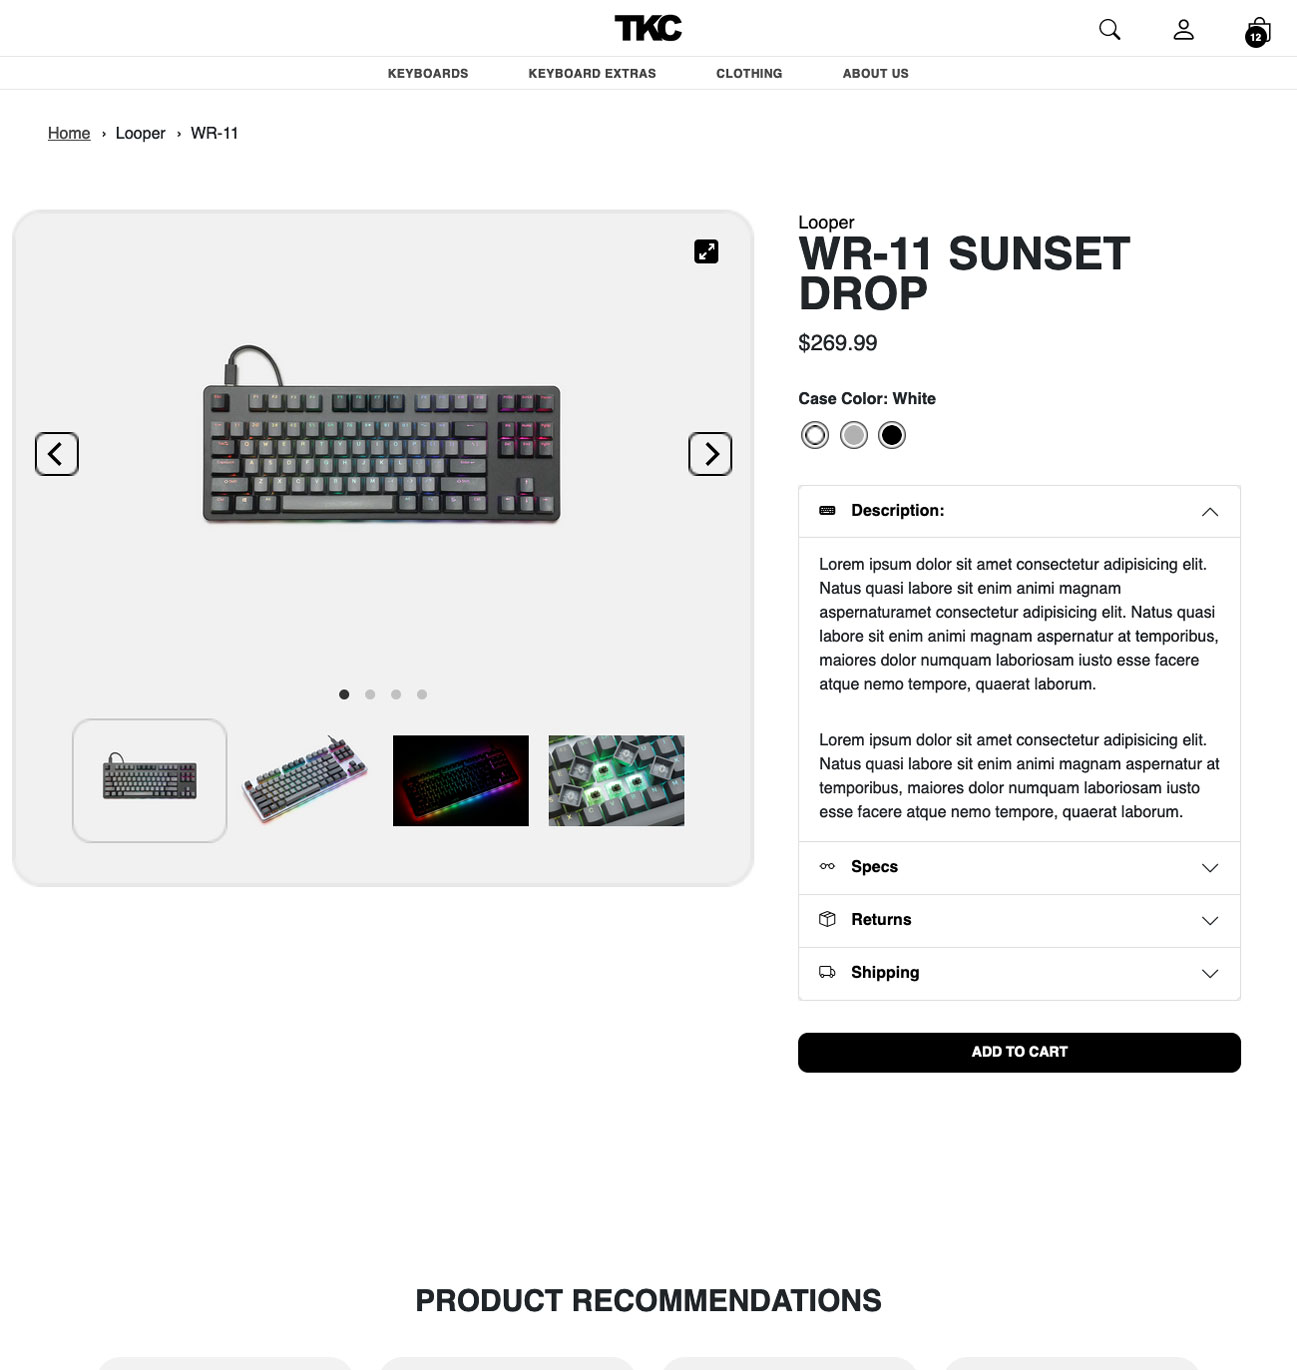 TKC
12
KEYBOARDS
KEYBOARD EXTRAS
CLOTHING
ABOUT US
Home › Looper › WR-11
Looper
WR-11 SUNSET
DROP
$269.99
Case Color: White
Description:
Lorem ipsum dolor sit amet consectetur adipisicing elit.
Natus quasi labore sit enim animi magnam
aspernaturamet consectetur adipisicing elit. Natus quasi
labore sit enim animi magnam aspernatur at temporibus,
maiores dolor numquam laboriosam iusto esse facere
atque nemo tempore, quaerat laborum.
Lorem ipsum dolor sit amet consectetur adipisicing elit.
Natus quasi labore sit enim animi magnam aspernatur at
temporibus, maiores dolor numquam laboriosam iusto
esse facere atque nemo tempore, quaerat laborum.
Specs
Returns
Shipping
ADD TO CART
PRODUCT RECOMMENDATIONS